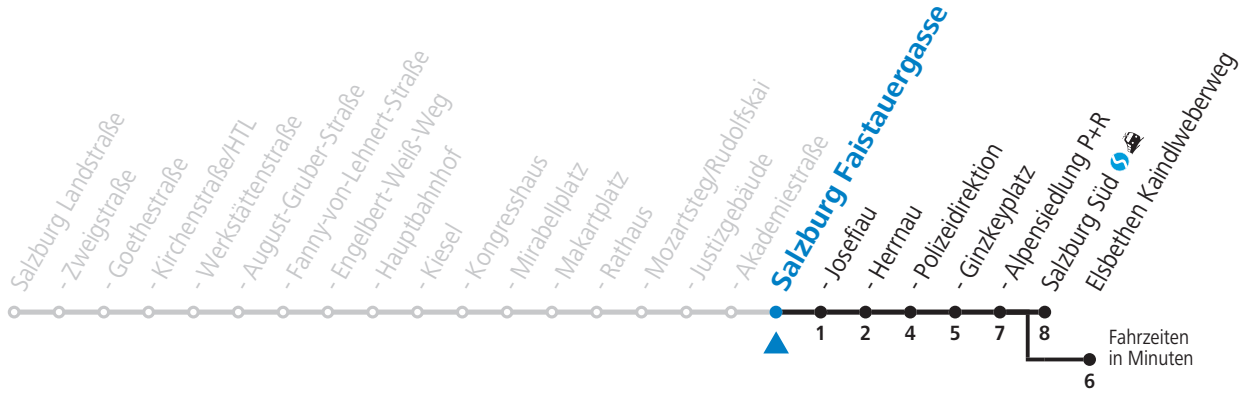 Salzburg Landstraße
- Zweigstraße
- Goethestraße
- Kirchenstraße/HTL
- Werkstättenstraße
- August-Gruber-Straße
- Fanny-von-Lehnert-Straße
- Engelbert-Weiß-Weg
- Hauptbahnhof
- Kiesel
- Kongresshaus
- Mirabellplatz
- Makartplatz
- Rathaus
- Mozartsteg/Rudolfskai
- Justizgebäude
- Akademiestraße
Salzburg Faistauergasse
- Josefiau
- Herrnau
- Polizeidirektion
- Ginzkeyplatz
- Alpensiedlung P+R
Salzburg Süd
Elsbethen Kaindlweberweg
1 2 4 5 7 8
Fahrzeiten
in Minuten
6